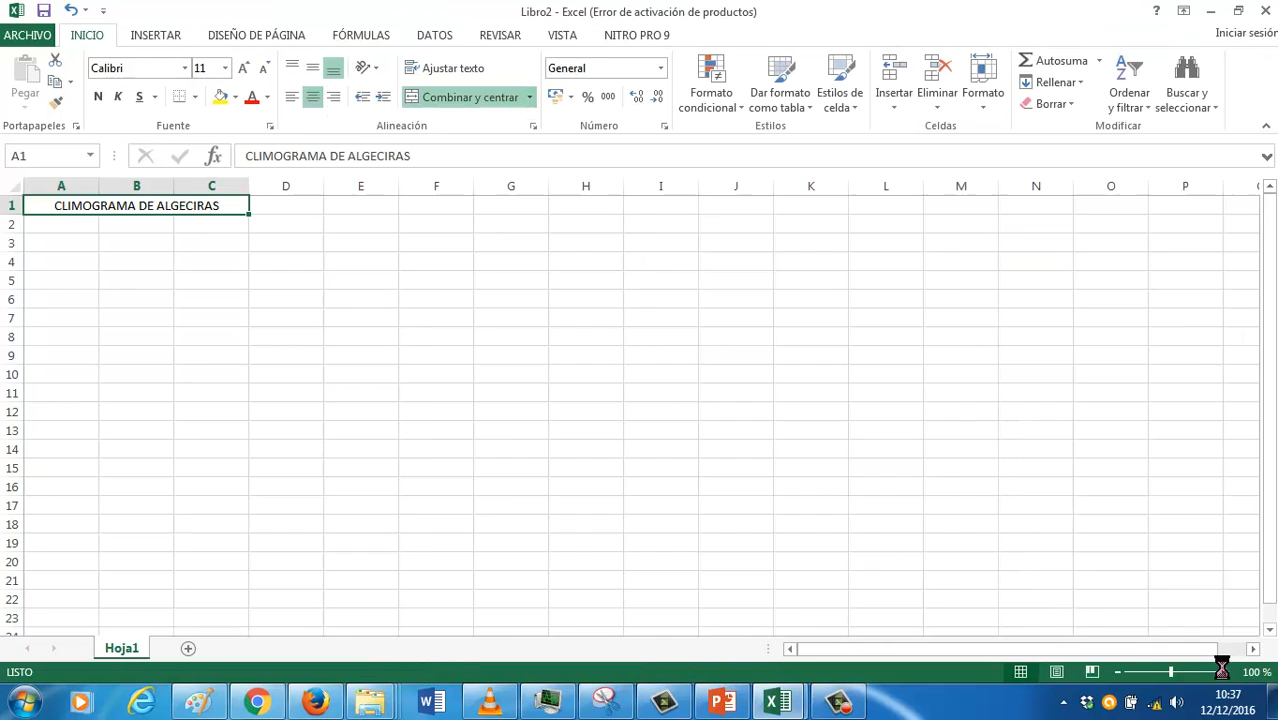 Libro2 - Excel (Error de activación de productos)
ARCHIVO INICIO INSERTAR DISEÑO DE PÁGINA FÓRMULAS DATOS REVISAR VISTA NITRO PRO 9 Iniciar sesión
Pegar
Portapapeles
Calibri 11
N K S
Fuente
Ajustar texto
Combinar y centrar
Alineación
General
% 000
Número
Formato condicional
Dar formato como tabla
Estilos de celda
Estilos
Insertar Eliminar Formato
Celdas
Autosuma
Rellenar
Borrar
Ordenar y filtrar
Buscar y seleccionar
Modificar
A1 fx CLIMOGRAMA DE ALGECIRAS
A B C D E F G H I J K L M N O P
1 CLIMOGRAMA DE ALGECIRAS
2
3
4
5
6
7
8
9
10
11
12
13
14
15
16
17
18
19
20
21
22
23
Hoja1
LISTO 100 %
10:37
12/12/2016